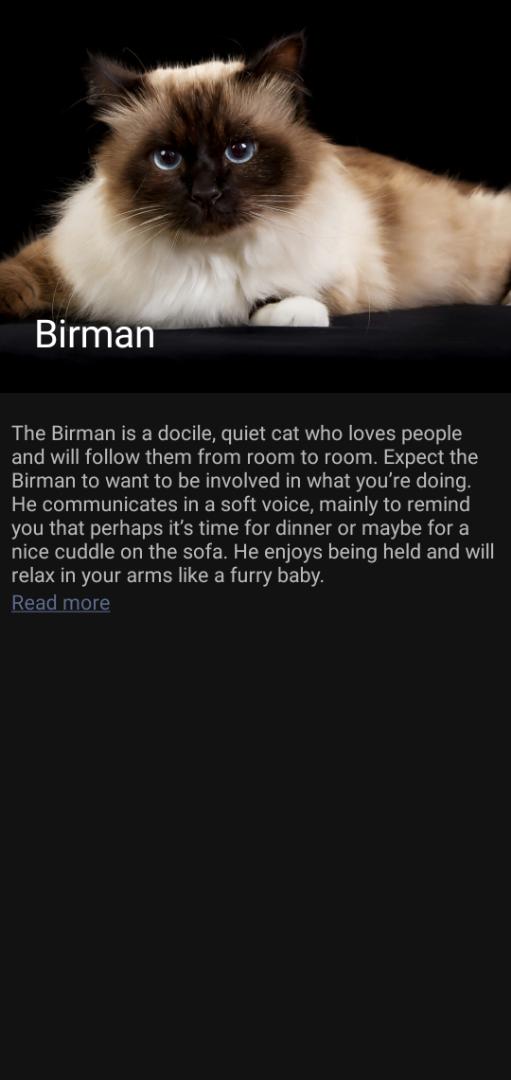 Birman
The Birman is a docile, quiet cat who loves people
and will follow them from room to room. Expect the
Birman to want to be involved in what you’re doing.
He communicates in a soft voice, mainly to remind
you that perhaps it’s time for dinner or maybe for a
nice cuddle on the sofa. He enjoys being held and will
relax in your arms like a furry baby.
Read more